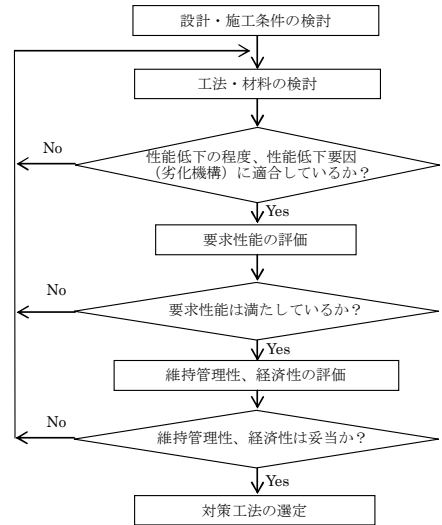 設計・施工条件の検討
工法・材料の検討
No
性能低下の程度、性能低下要因
(劣化機構)に適合しているか?
Yes
要求性能の評価
No
要求性能は満たしているか?
Yes
維持管理性、経済性の評価
No
維持管理性、経済性は妥当か?
Yes
対策工法の選定